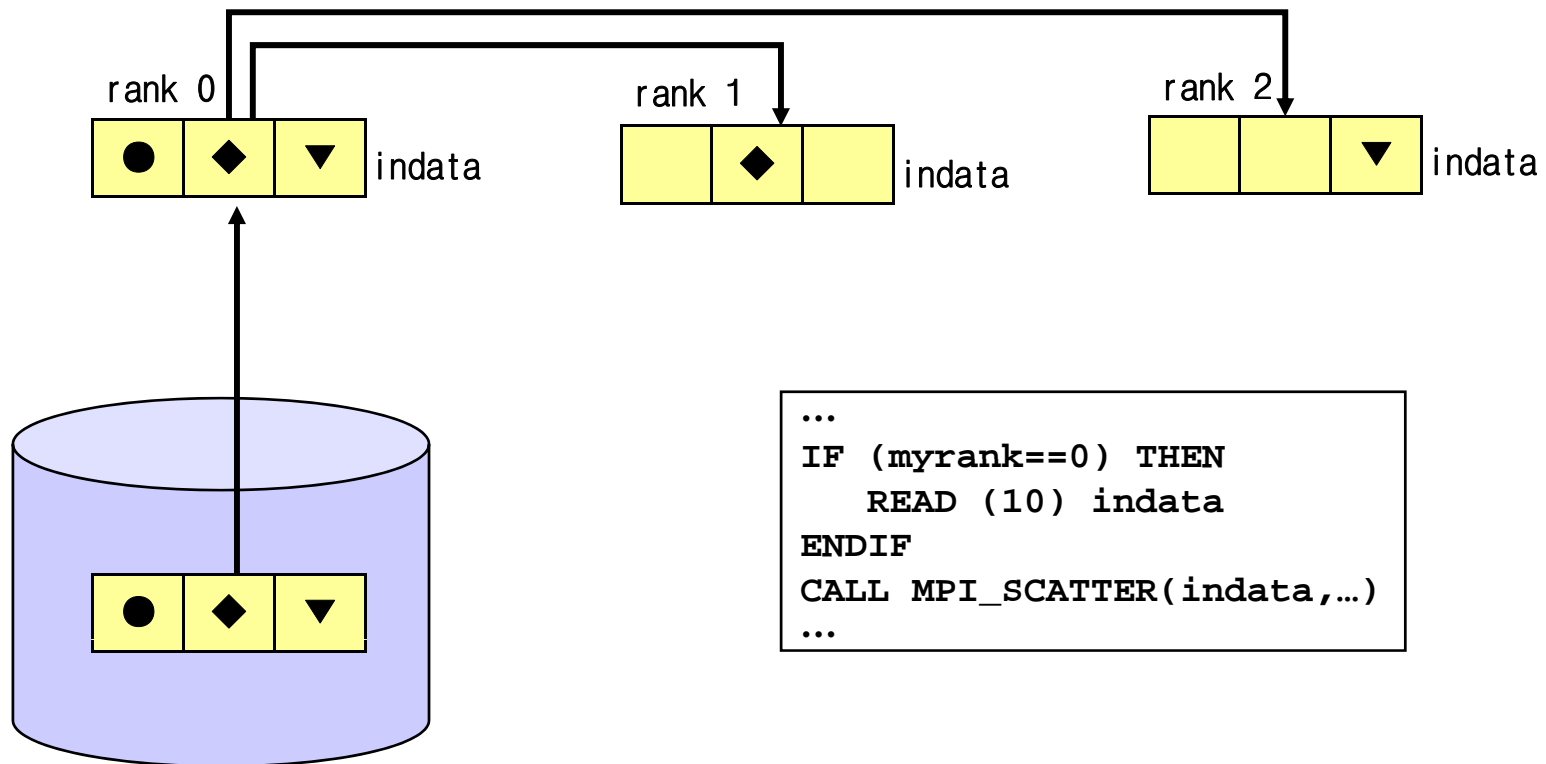 rank 0
rank 1
rank 2
indata
indata
indata
…
IF (myrank==0) THEN
READ (10) indata
ENDIF
CALL MPI_SCATTER(indata,…)
…